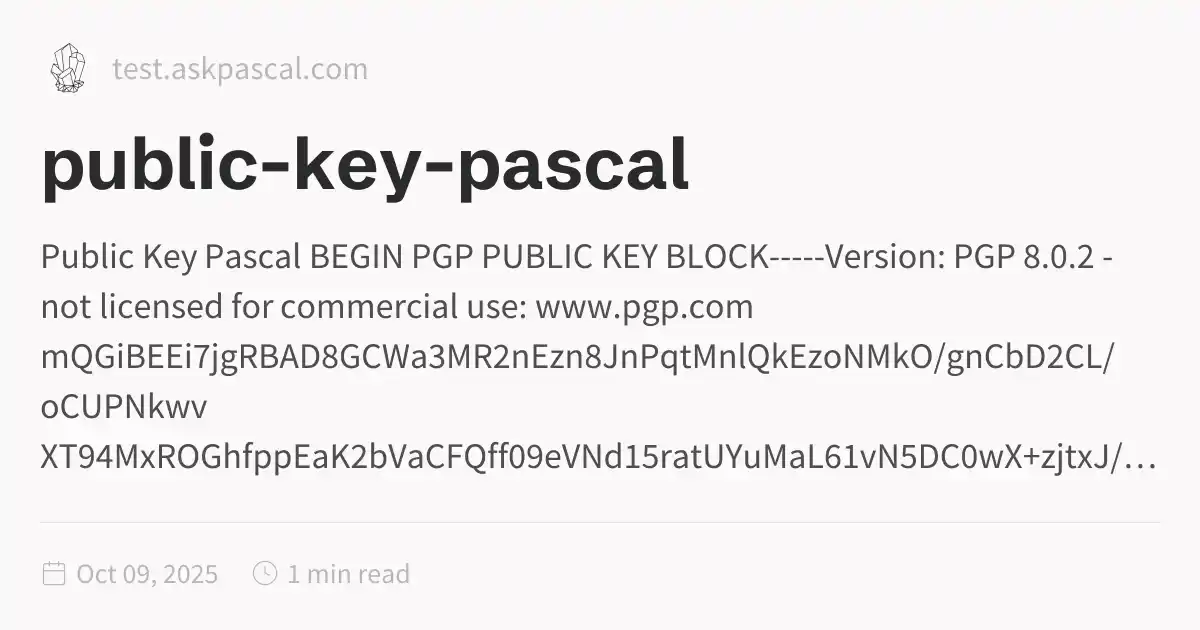 test.askpascal.com
public-key-pascal
Public Key Pascal BEGIN PGP PUBLIC KEY BLOCK-----Version: PGP 8.0.2 -
not licensed for commercial use: www.pgp.com
mQGiBEEi7jgRBAD8GCWa3MR2nEzn8JnPqtMnlQkEzoNMkO/gnCbD2CL/
oCUPNkwv
XT94MxROGhfppEaK2bVaCFQff09eVNd15ratUYuMaL61vN5DC0wX+zjtxJ/…
Oct 09, 2025 1 min read